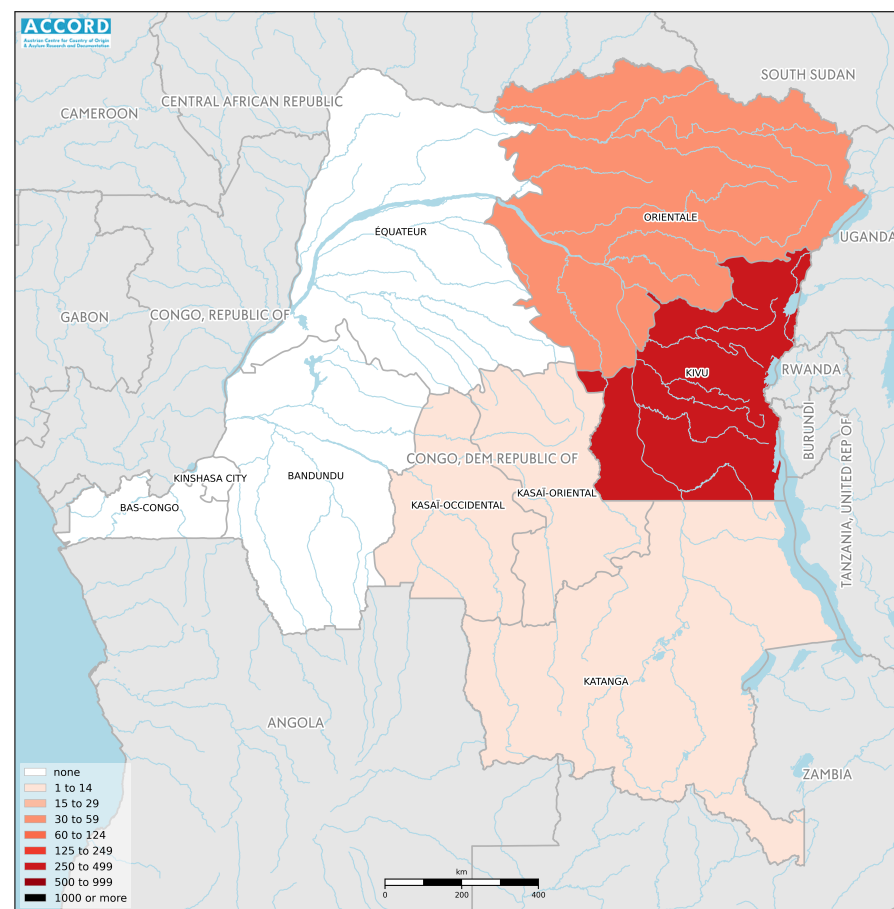 ACCORD
Austrian Centre for Country of Origin
& Asylum Research and Documentation
SOUTH SUDAN
CENTRAL AFRICAN REPUBLIC
CAMEROON
ORIENTALE
ÉQUATEUR
UGANDA
GABON
CONGO, REPUBLIC OF
RWANDA
KIVU
BURUNDI
TANZANIA, UNITED REP OF
CONGO, DEM REPUBLIC OF
KINSHASA CITY
BANDUNDU
KASAÏ-ORIENTAL
BAS-CONGO
KASAÏ-OCCIDENTAL
KATANGA
ANGOLA
ZAMBIA
none
1 to 14
15 to 29
30 to 59
60 to 124
125 to 249
250 to 499
500 to 999
1000 or more
km
0 200 400